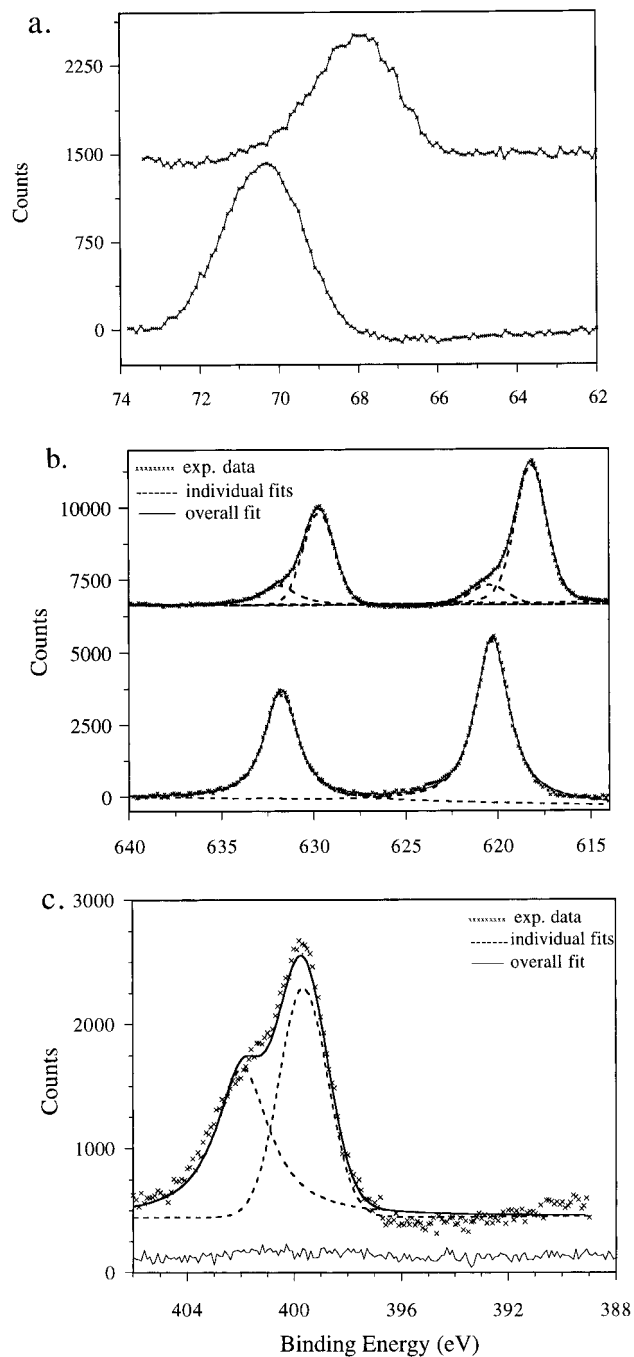 a.
2250
1500
750
0
Counts
74 72 70 68 66 64 62
b.
exp. data
individual fits
overall fit
10000
7500
5000
2500
0
Counts
640 635 630 625 620 615
c.
3000
2000
1000
0
Counts
exp. data
individual fits
overall fit
404 400 396 392 388
Binding Energy (eV)